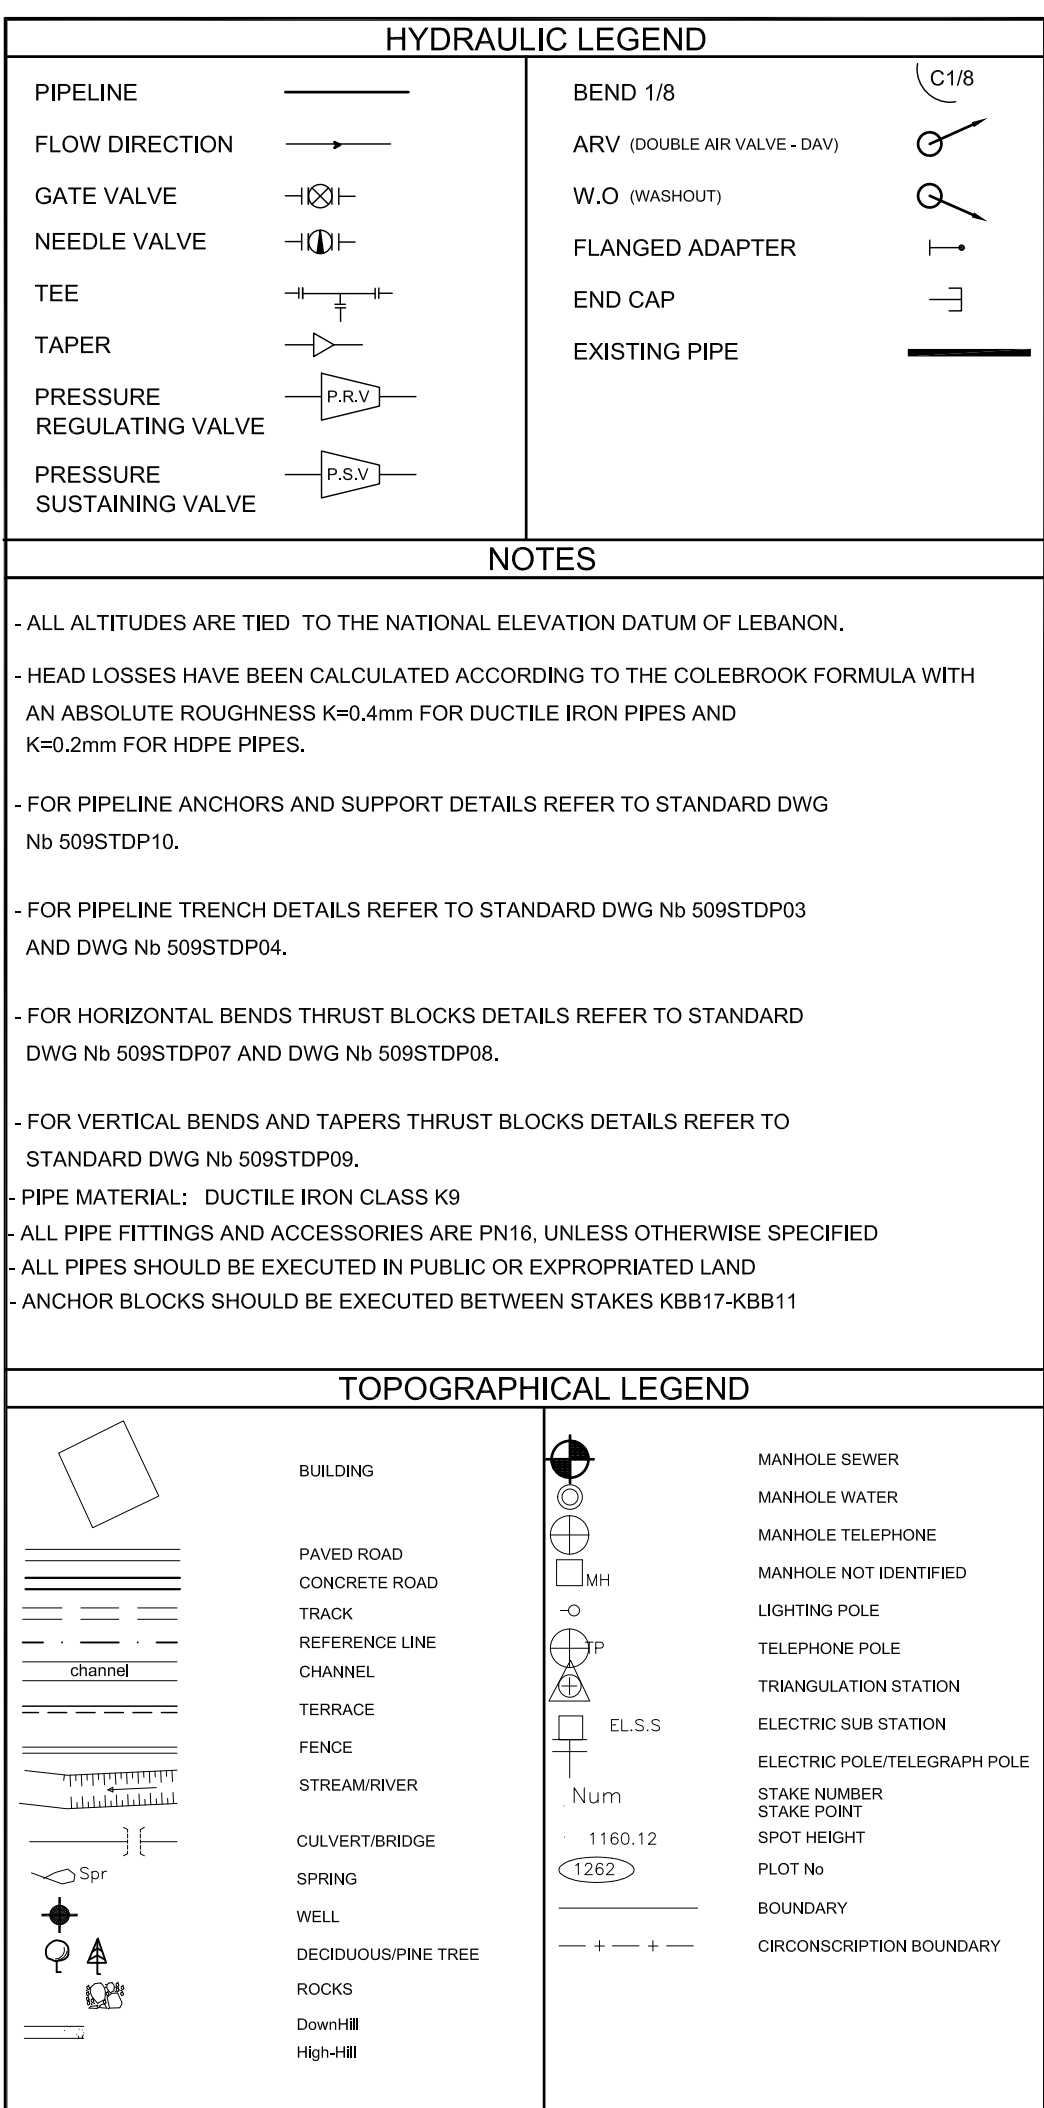 HYDRAULIC LEGEND
PIPELINE
FLOW DIRECTION
GATE VALVE
NEEDLE VALVE
TEE
TAPER
PRESSURE
REGULATING VALVE
P.R.V
PRESSURE
SUSTAINING VALVE
P.S.V
BEND 1/8
C1/8
ARV (DOUBLE AIR VALVE - DAV)
W.O (WASHOUT)
FLANGED ADAPTER
END CAP
EXISTING PIPE
NOTES
- ALL ALTITUDES ARE TIED TO THE NATIONAL ELEVATION DATUM OF LEBANON.
- HEAD LOSSES HAVE BEEN CALCULATED ACCORDING TO THE COLEBROOK FORMULA WITH
AN ABSOLUTE ROUGHNESS K=0.4mm FOR DUCTILE IRON PIPES AND
K=0.2mm FOR HDPE PIPES.
- FOR PIPELINE ANCHORS AND SUPPORT DETAILS REFER TO STANDARD DWG
Nb 509STDP10.
- FOR PIPELINE TRENCH DETAILS REFER TO STANDARD DWG Nb 509STDP03
AND DWG Nb 509STDP04.
- FOR HORIZONTAL BENDS THRUST BLOCKS DETAILS REFER TO STANDARD
DWG Nb 509STDP07 AND DWG Nb 509STDP08.
- FOR VERTICAL BENDS AND TAPERS THRUST BLOCKS DETAILS REFER TO
STANDARD DWG Nb 509STDP09.
- PIPE MATERIAL: DUCTILE IRON CLASS K9
- ALL PIPE FITTINGS AND ACCESSORIES ARE PN16, UNLESS OTHERWISE SPECIFIED
- ALL PIPES SHOULD BE EXECUTED IN PUBLIC OR EXPROPRIATED LAND
- ANCHOR BLOCKS SHOULD BE EXECUTED BETWEEN STAKES KBB17-KBB11
TOPOGRAPHICAL LEGEND
BUILDING
PAVED ROAD
CONCRETE ROAD
TRACK
REFERENCE LINE
channel CHANNEL
TERRACE
FENCE
STREAM/RIVER
CULVERT/BRIDGE
Spr SPRING
WELL
DECIDUOUS/PINE TREE
ROCKS
DownHill
High-Hill
MANHOLE SEWER
MANHOLE WATER
MANHOLE TELEPHONE
MH MANHOLE NOT IDENTIFIED
LIGHTING POLE
TP TELEPHONE POLE
TRIANGULATION STATION
EL.S.S ELECTRIC SUB STATION
ELECTRIC POLE/TELEGRAPH POLE
Num STAKE NUMBER
STAKE POINT
1160.12 SPOT HEIGHT
1262 PLOT No
BOUNDARY
CIRCONSCRIPTION BOUNDARY